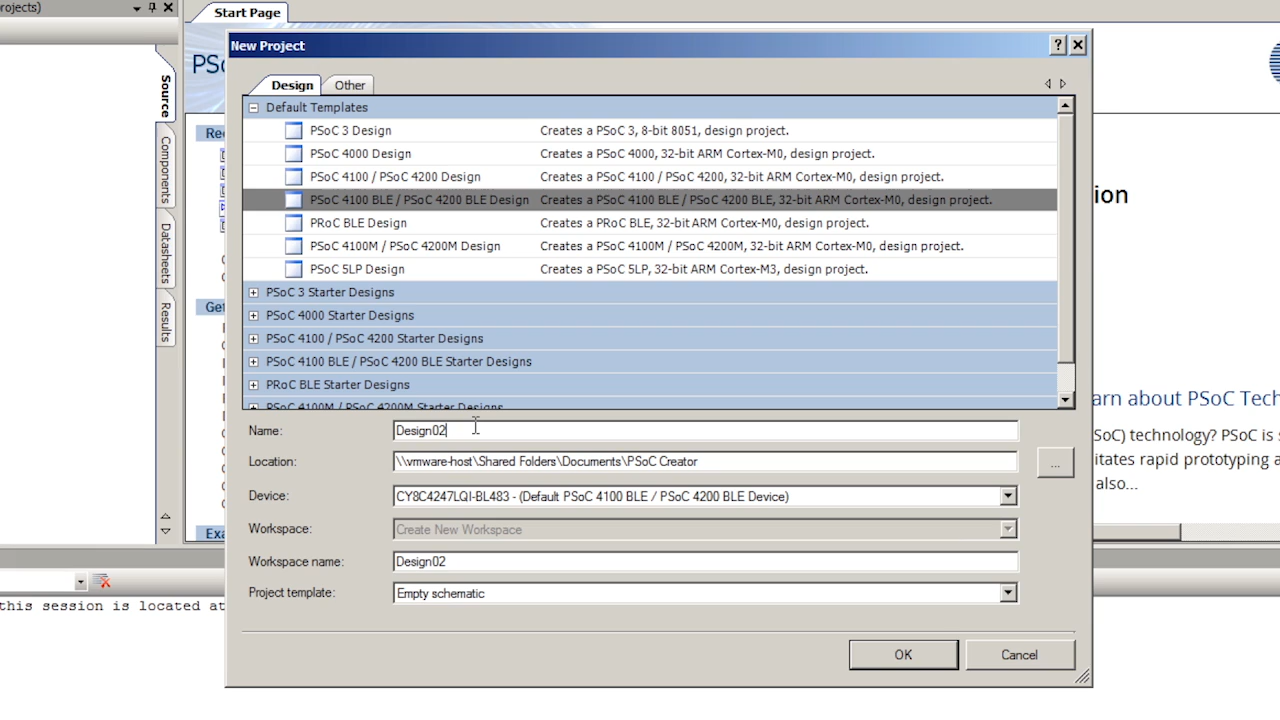 rojects)
Start Page
New Project
PSo
Design
Other
Source
Components
Datasheets
Results
Default Templates
PSoC 3 Design Creates a PSoC 3, 8-bit 8051, design project.
PSoC 4000 Design Creates a PSoC 4000, 32-bit ARM Cortex-M0, design project.
PSoC 4100 / PSoC 4200 Design Creates a PSoC 4100 / PSoC 4200, 32-bit ARM Cortex-M0, design project.
PSoC 4100 BLE / PSoC 4200 BLE Design Creates a PSoC 4100 BLE / PSoC 4200 BLE, 32-bit ARM Cortex-M0, design project.
PRoC BLE Design Creates a PRoC BLE, 32-bit ARM Cortex-M0, design project.
PSoC 4100M / PSoC 4200M Design Creates a PSoC 4100M / PSoC 4200M, 32-bit ARM Cortex-M0, design project.
PSoC 5LP Design Creates a PSoC 5LP, 32-bit ARM Cortex-M3, design project.
PSoC 3 Starter Designs
PSoC 4000 Starter Designs
PSoC 4100 / PSoC 4200 Starter Designs
PSoC 4100 BLE / PSoC 4200 BLE Starter Designs
PRoC BLE Starter Designs
PSoC 4100M / PSoC 4200M Starter Designs
Name: Design02
Location: \\vmware-host\Shared Folders\Documents\PSoC Creator ...
Device: CY8C4247LQI-BL483 - (Default PSoC 4100 BLE / PSoC 4200 BLE Device)
Workspace: Create New Workspace
Workspace name: Design02
Project template: Empty schematic
OK
Cancel
Rec
Get
Exa
ion
arn about PSoC Tech
SoC) technology? PSoC is s
itates rapid prototyping a
also...
this session is located at